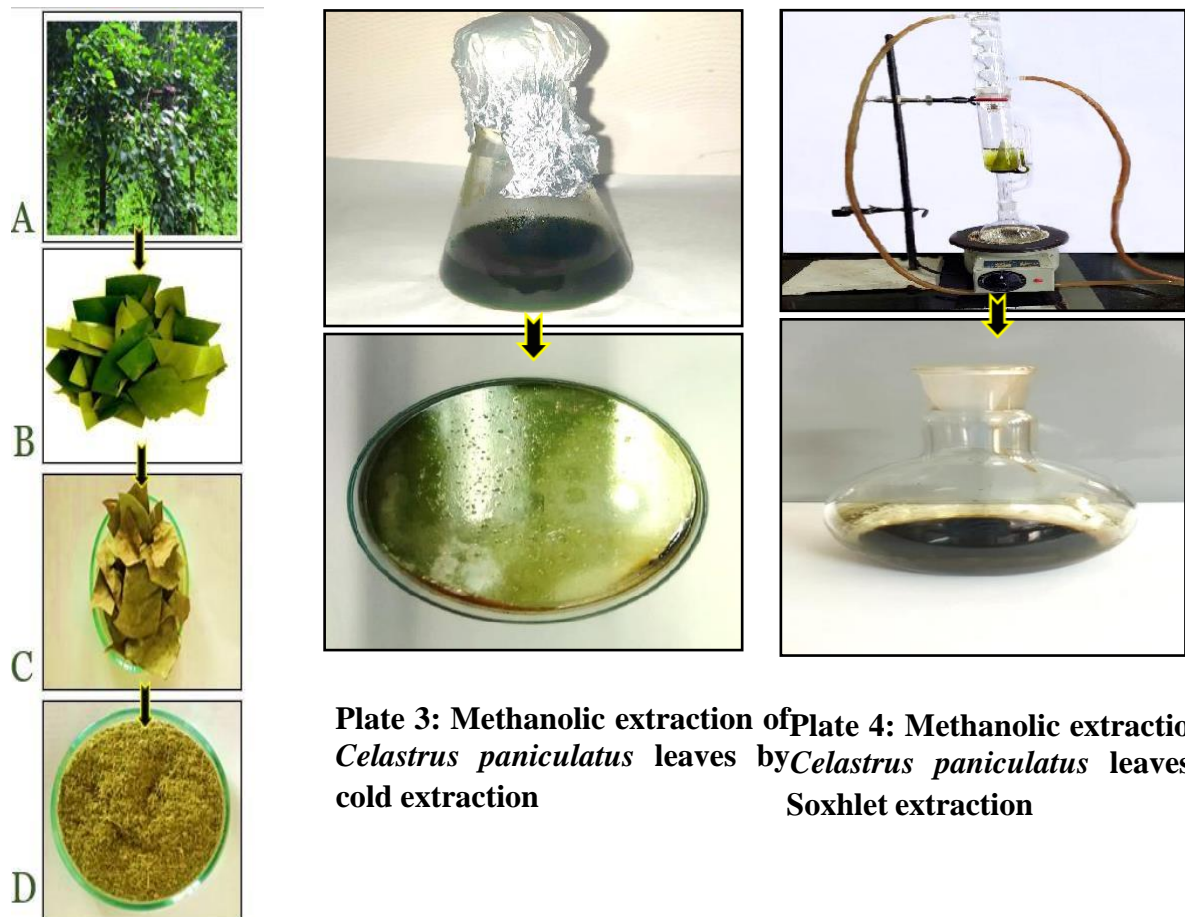 A
B
C
D
Plate 3: Methanolic extraction of
Celastrus paniculatus leaves by
cold extraction
Plate 4: Methanolic extractio
Celastrus paniculatus leaves
Soxhlet extraction